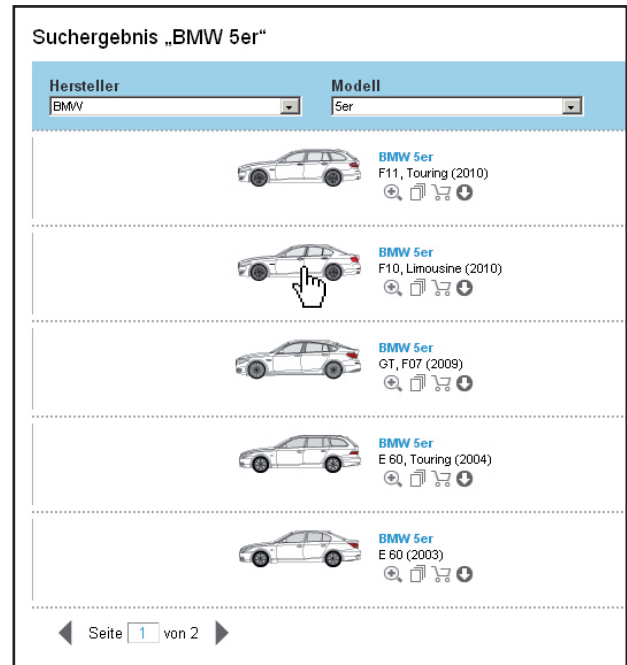 Suchergebnis „BMW 5er“
Hersteller Modell
BMW 5er
BMW 5er
F11, Touring (2010)
BMW 5er
F10, Limousine (2010)
BMW 5er
GT, F07 (2009)
BMW 5er
E 60, Touring (2004)
BMW 5er
E 60 (2003)
Seite 1 von 2